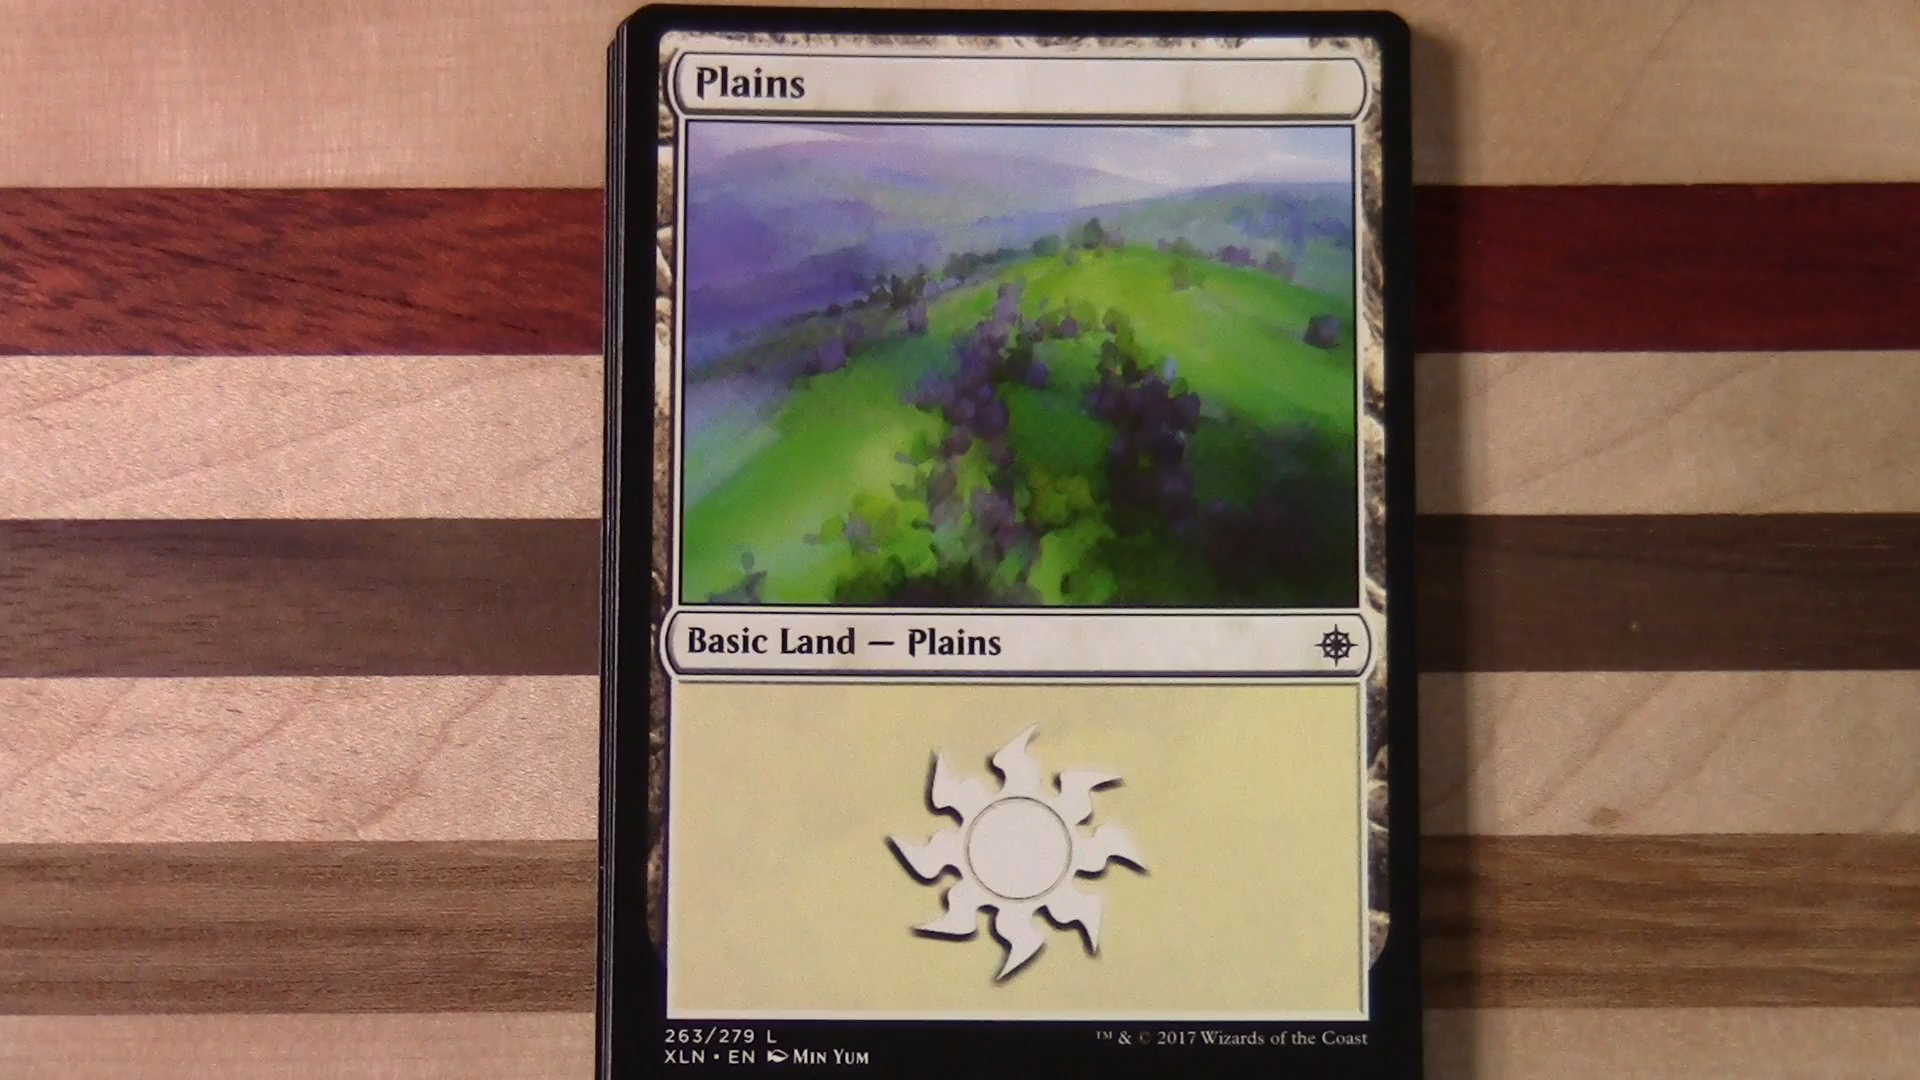 Plains
Basic Land — Plains
263/279 L
™ & © 2017 Wizards of the Coast
XLN • EN Min Yum